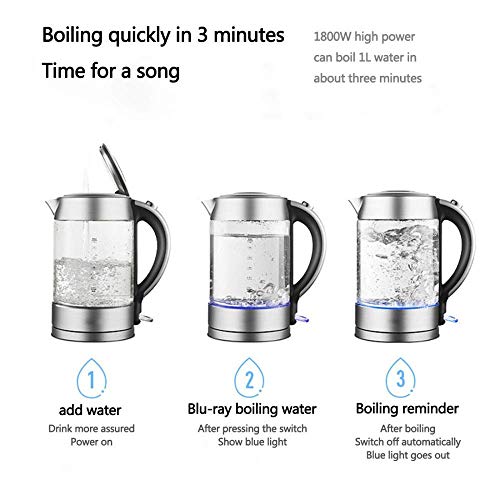 Boiling quickly in 3 minutes
Time for a song
1800W high power
can boil 1L water in
about three minutes
1
add water
Drink more assured
Power on
2
Blu-ray boiling water
After pressing the switch
Show blue light
3
Boiling reminder
After boiling
Switch off automatically
Blue light goes out